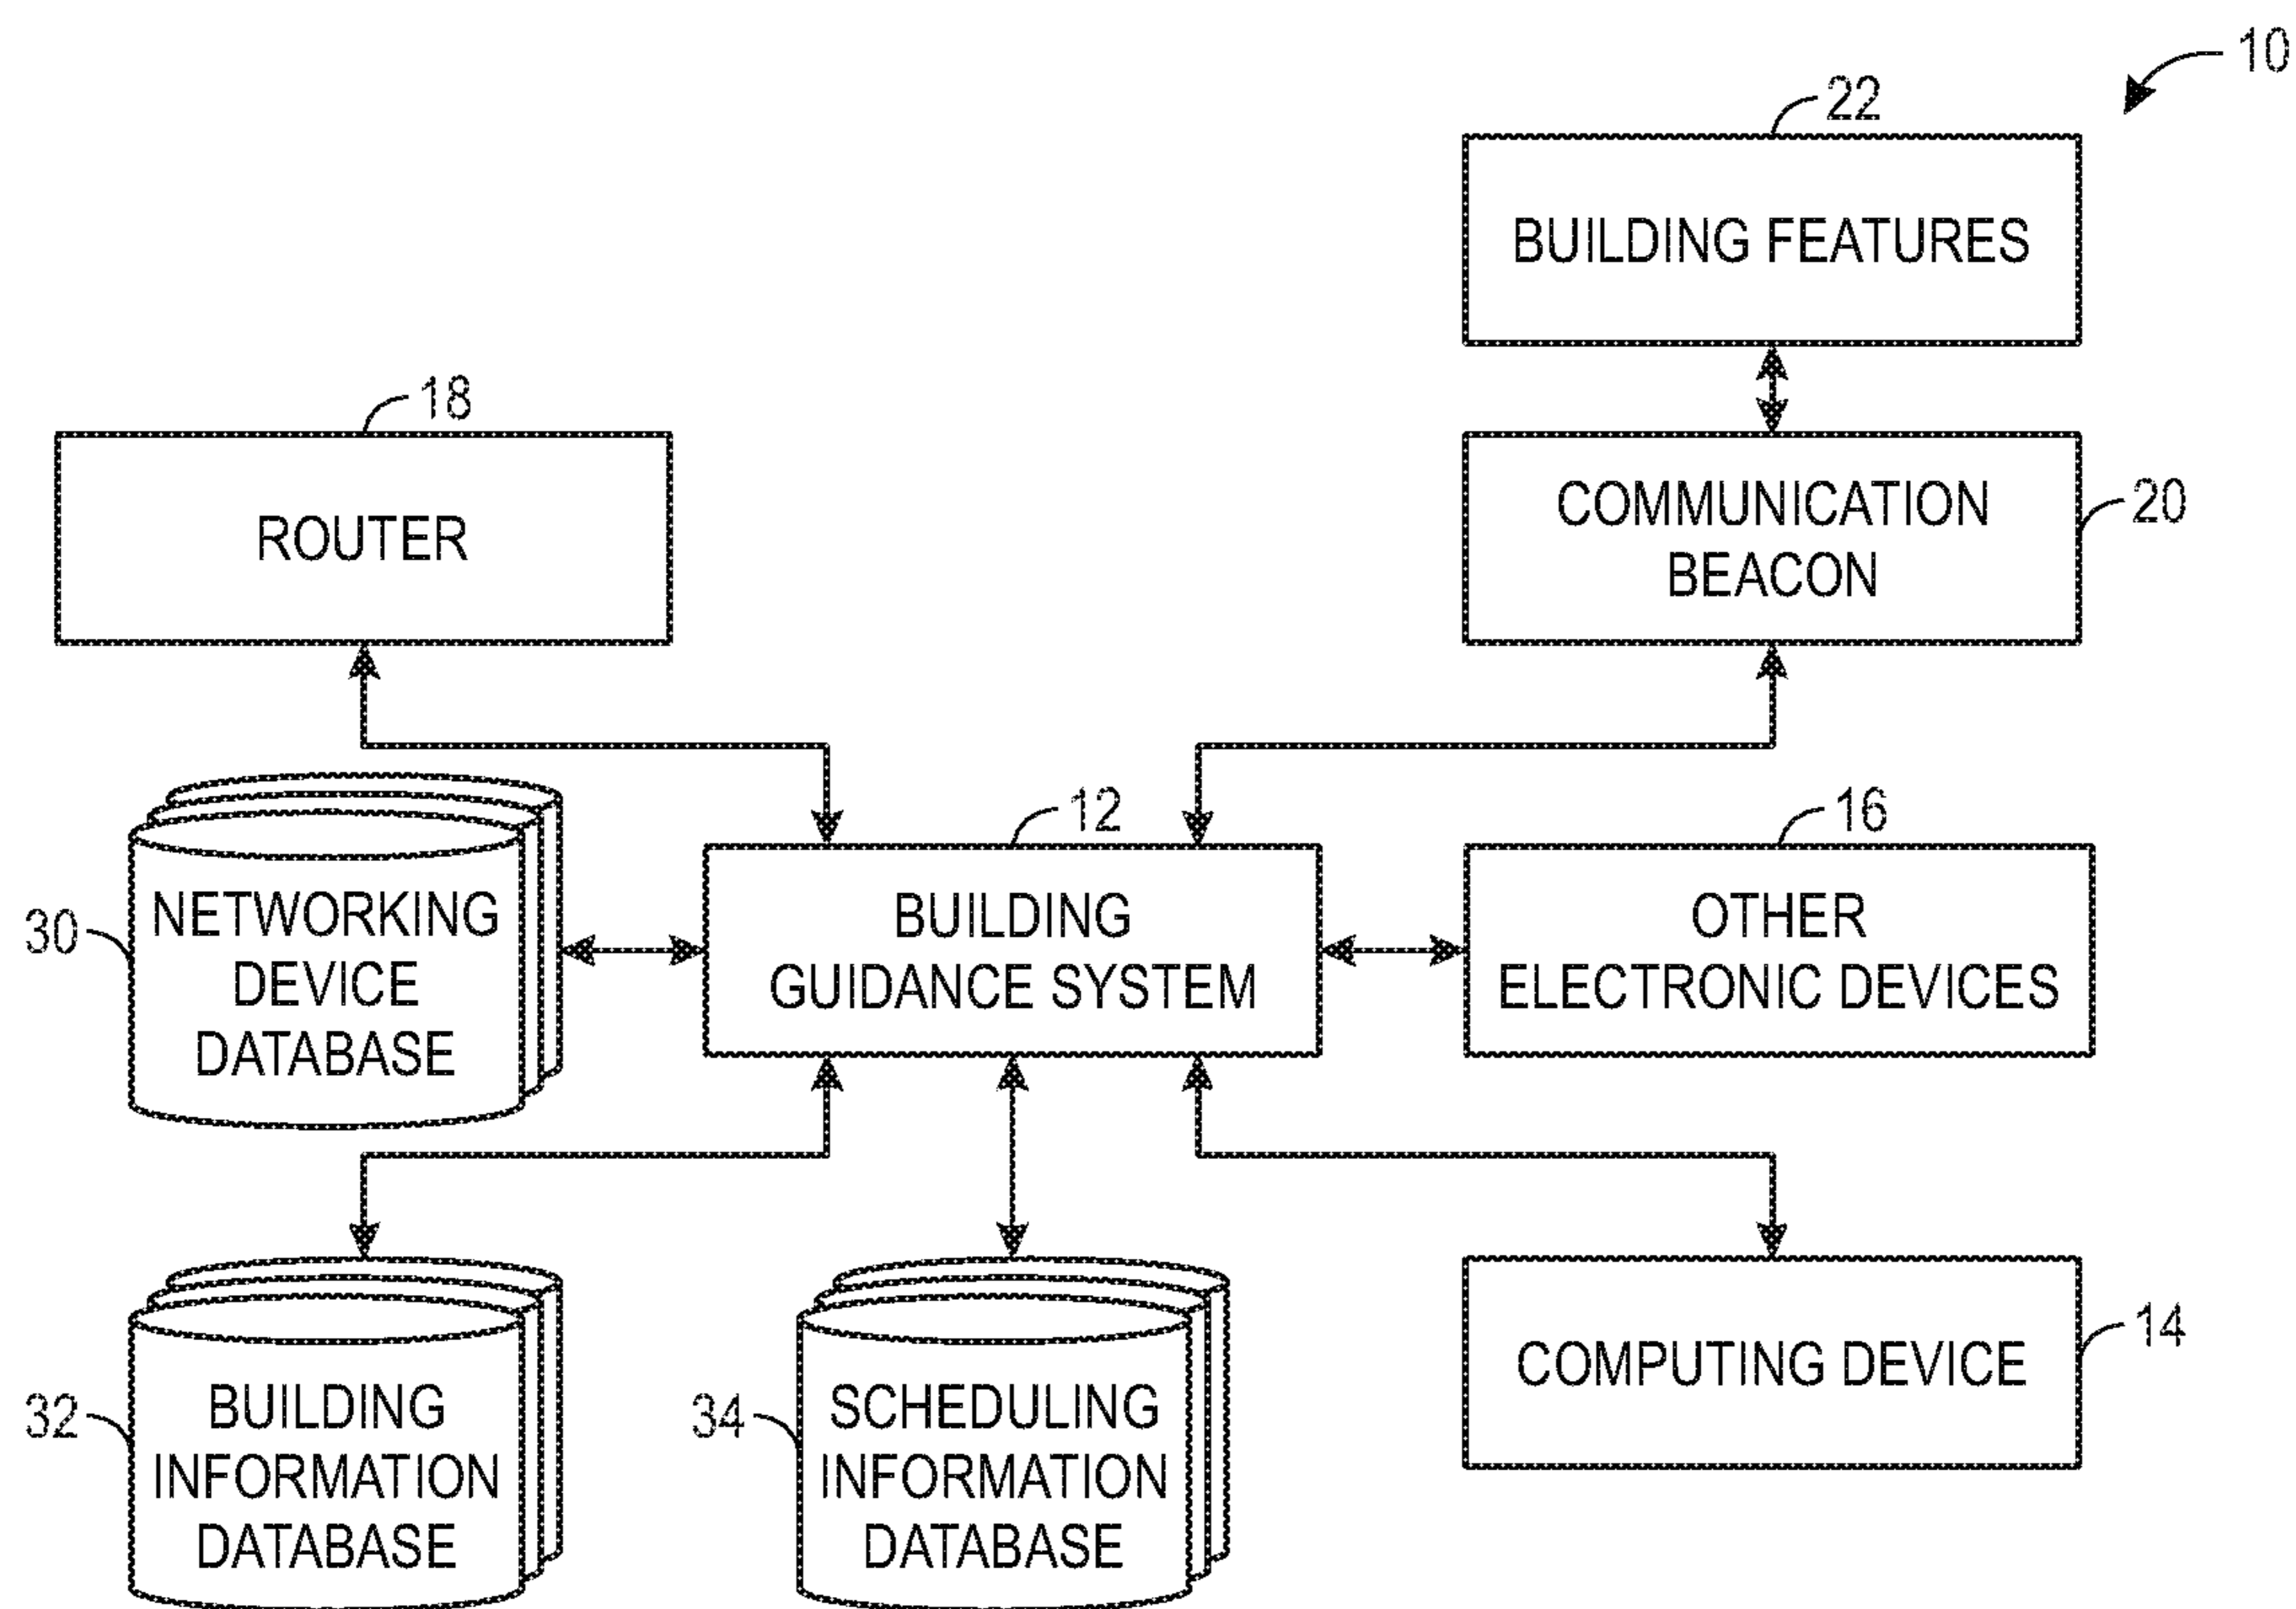 10
22
BUILDING FEATURES
18
ROUTER
COMMUNICATION
BEACON
20
30
NETWORKING
DEVICE
DATABASE
12
BUILDING
GUIDANCE SYSTEM
16
OTHER
ELECTRONIC DEVICES
32
BUILDING
INFORMATION
DATABASE
34
SCHEDULING
INFORMATION
DATABASE
COMPUTING DEVICE
14